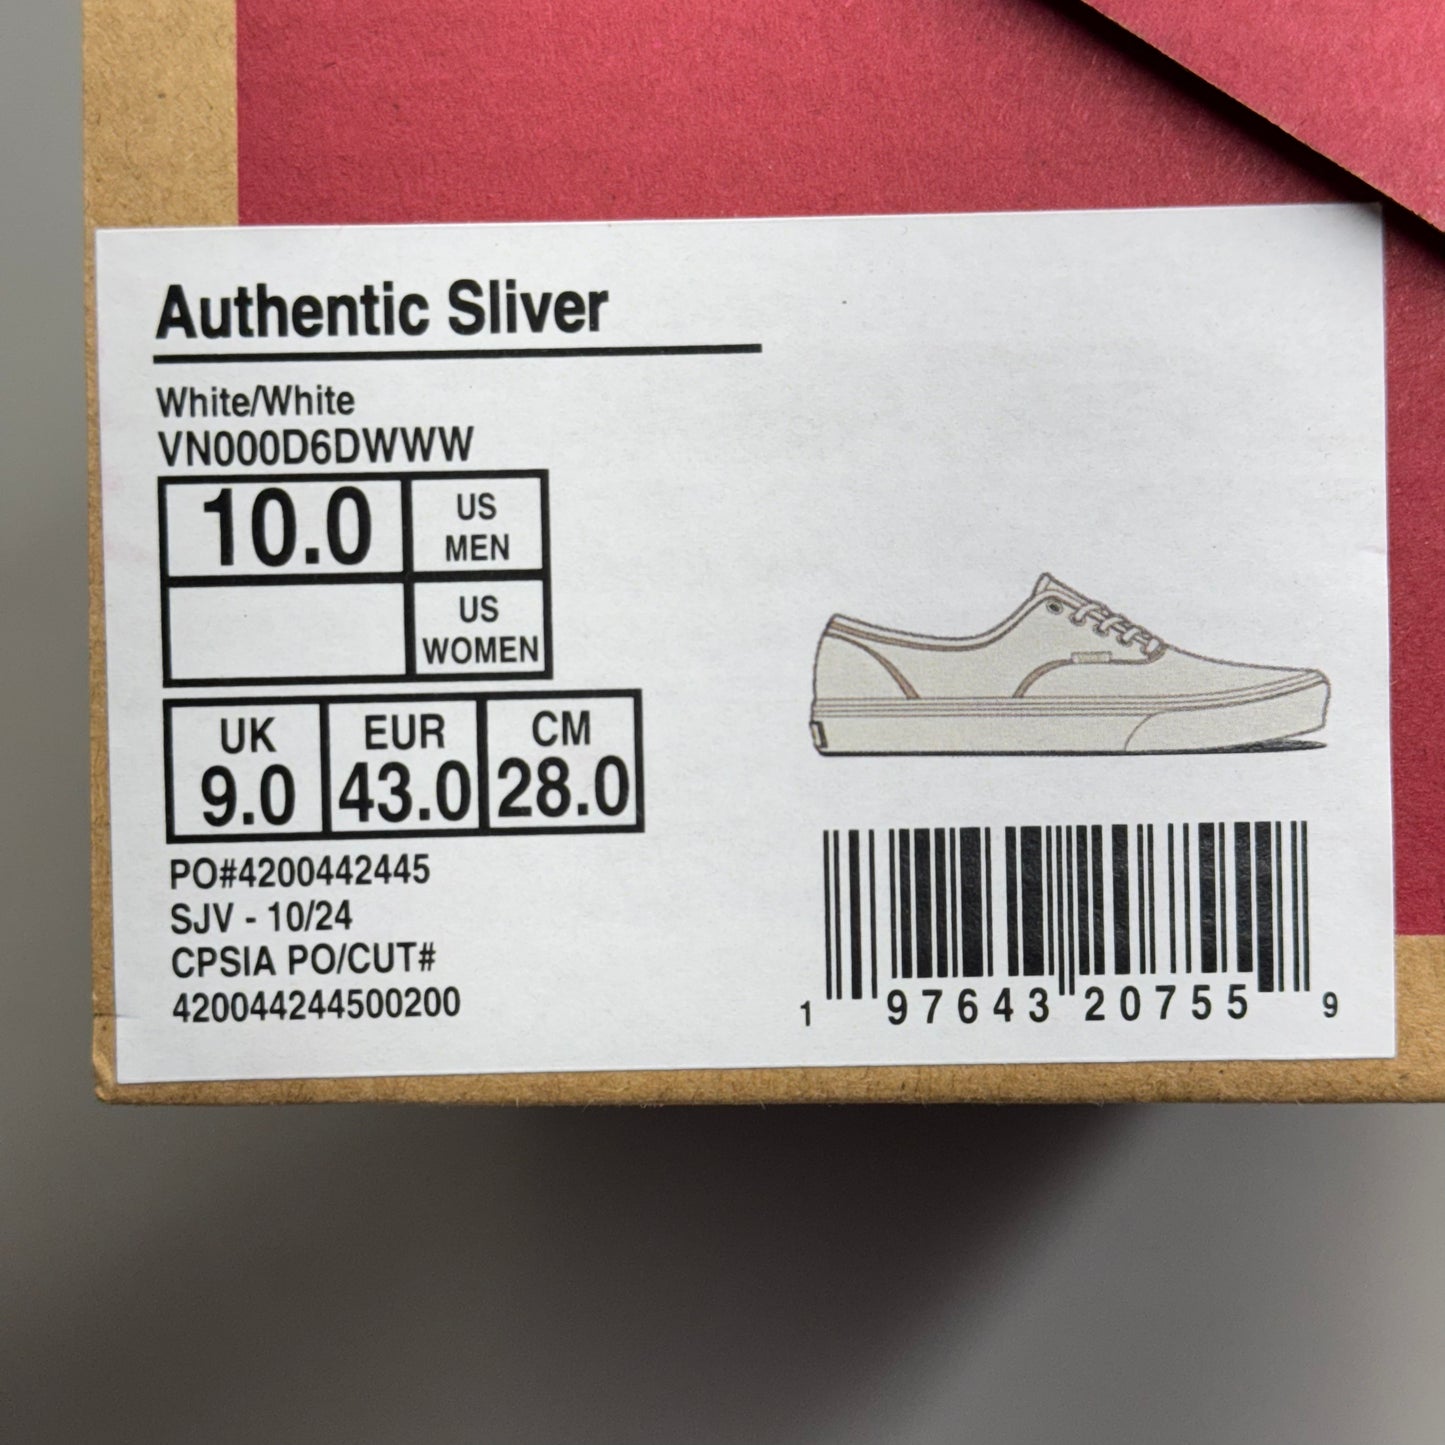 Authentic Sliver
White/White
VN000D6DWWW
10.0 US MEN
US WOMEN
UK EUR CM
9.0 43.0 28.0
PO#4200442445
SJV - 10/24
CPSIA PO/CUT#
420044244500200
1 97643 20755 9